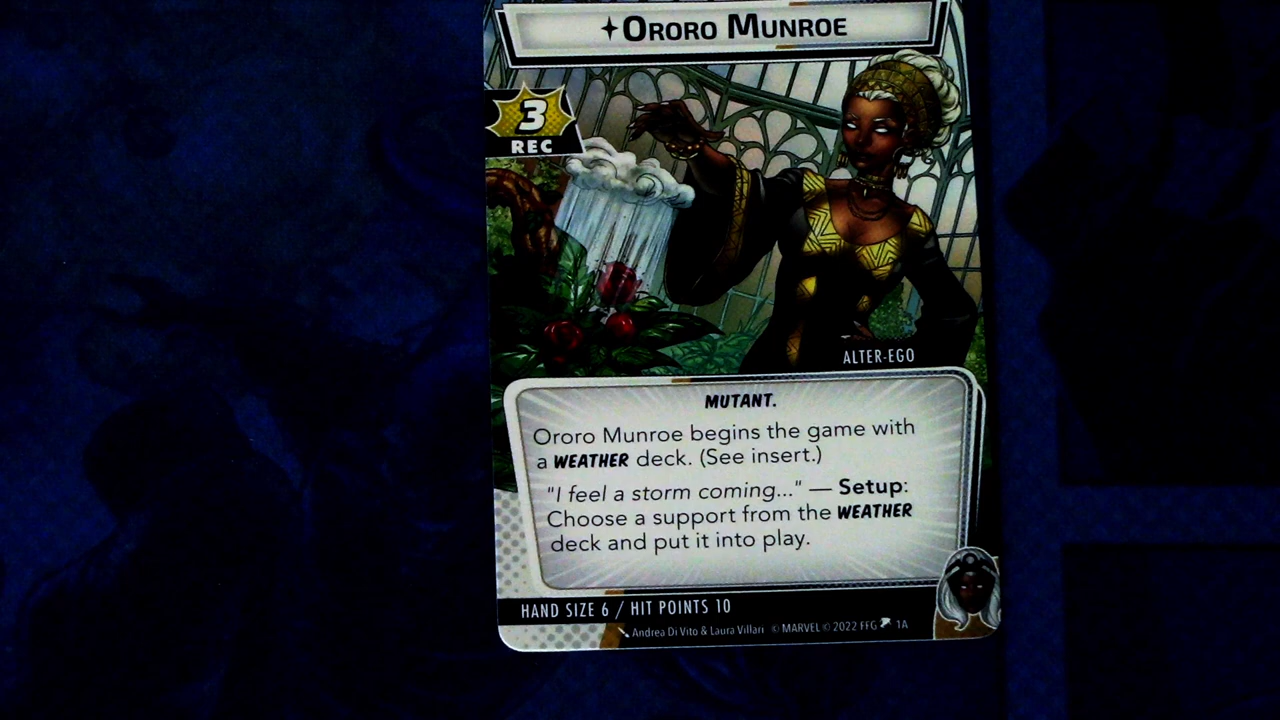 ORORO MUNROE
3
REC
ALTER-EGO
MUTANT.
Ororo Munroe begins the game with
a WEATHER deck. (See insert.)
"I feel a storm coming..." — Setup:
Choose a support from the WEATHER
deck and put it into play.
HAND SIZE 6 / HIT POINTS 10
Andrea Di Vito & Laura Villari © MARVEL © 2022 FFG 1A